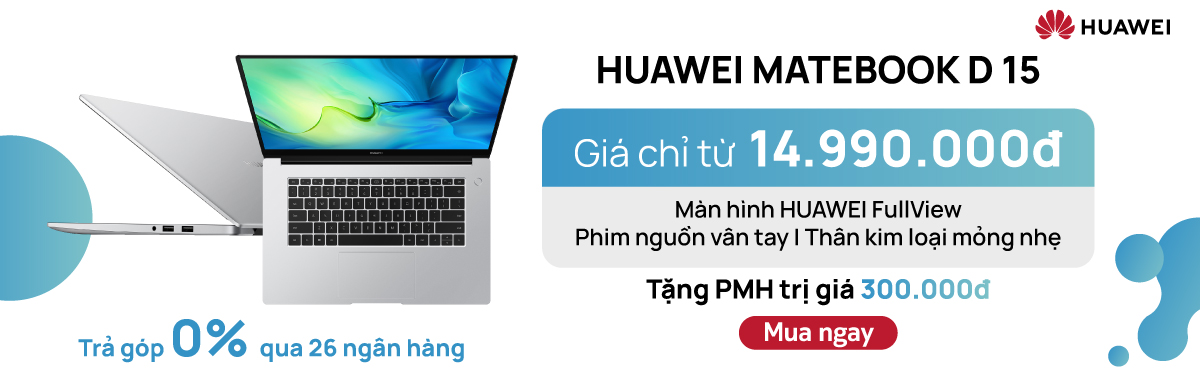 HUAWEI
HUAWEI MATEBOOK D 15
Giá chỉ từ 14.990.000đ
Màn hình HUAWEI FullView
Phim nguồn vân tay | Thân kim loại mỏng nhẹ
Tặng PMH trị giá 300.000đ
Mua ngay
Trả góp 0% qua 26 ngân hàng